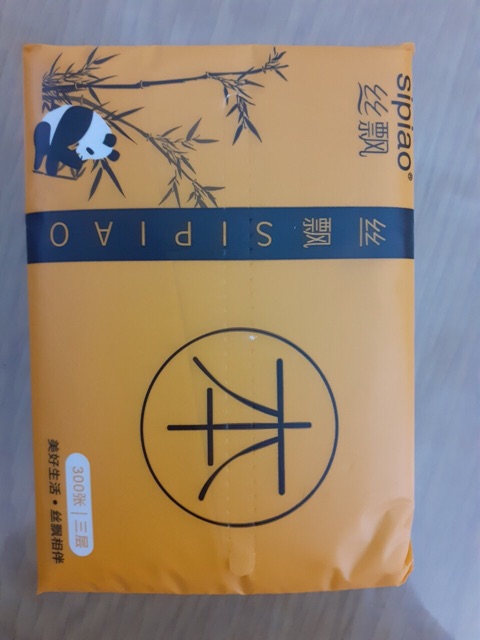 sipiao®
丝飘
丝飘 SIPIAO
本
300张 | 三层
美好生活·丝飘相伴